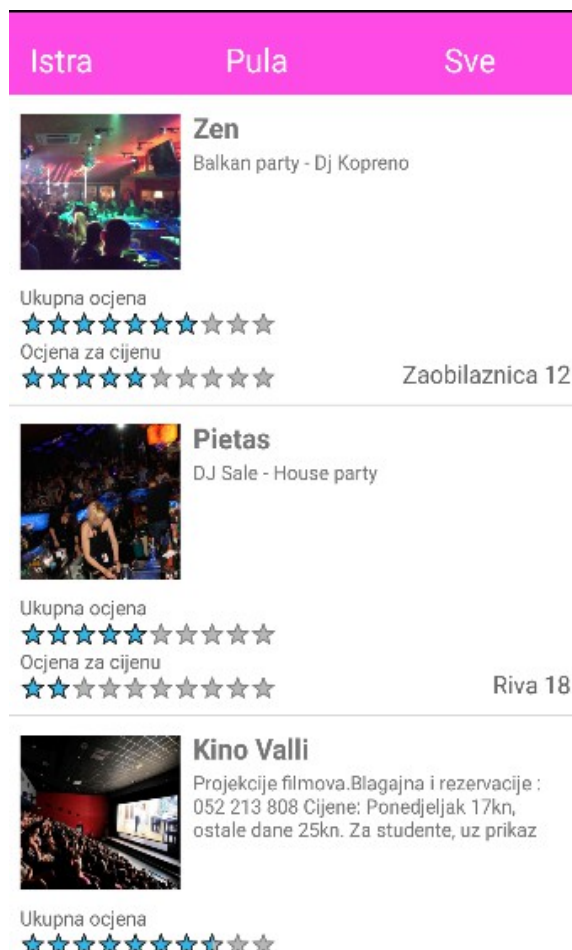 Istra Pula Sve
Zen
Balkan party - Dj Kopreno
Ukupna ocjena
Ocjena za cijenu
Zaobilaznica 12
Pietas
DJ Sale - House party
Ukupna ocjena
Ocjena za cijenu
Riva 18
Kino Valli
Projekcije filmova.Blagajna i rezervacije :
052 213 808 Cijene: Ponedjeljak 17kn,
ostale dane 25kn. Za studente, uz prikaz
Ukupna ocjena